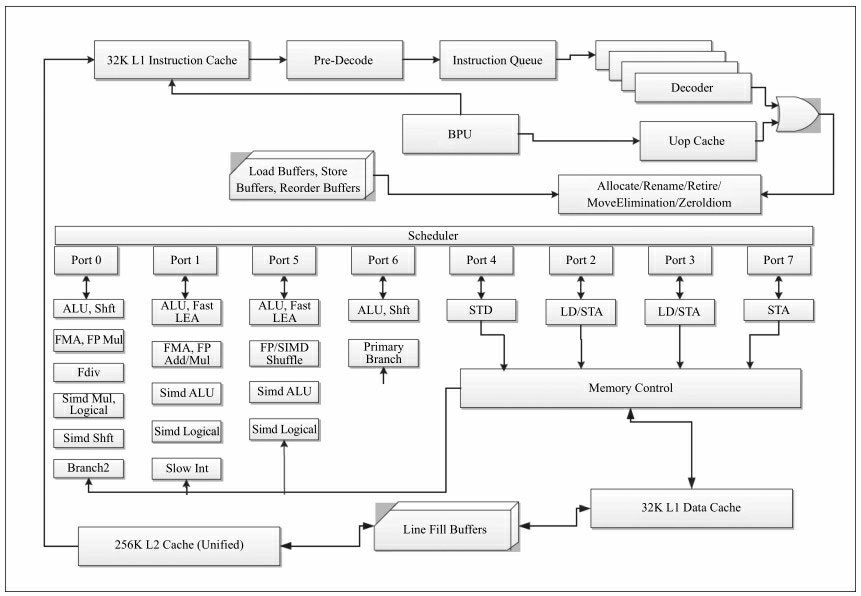 32K L1 Instruction Cache
Pre-Decode
Instruction Queue
Decoder
BPU
Uop Cache
Load Buffers, Store
Buffers, Reorder Buffers
Allocate/Rename/Retire/
MoveElimination/ZeroIdiom
Scheduler
Port 0
Port 1
Port 5
Port 6
Port 4
Port 2
Port 3
Port 7
ALU, Shft
ALU, Fast
LEA
ALU, Fast
LEA
ALU, Shft
STD
LD/STA
LD/STA
STA
FMA, FP Mul
FMA, FP
Add/Mul
FP/SIMD
Shuffle
Primary
Branch
Fdiv
Simd ALU
Simd ALU
Memory Control
Simd Mul,
Logical
Simd Logical
Simd Logical
Simd Shft
Branch2
Slow Int
32K L1 Data Cache
Line Fill Buffers
256K L2 Cache (Unified)